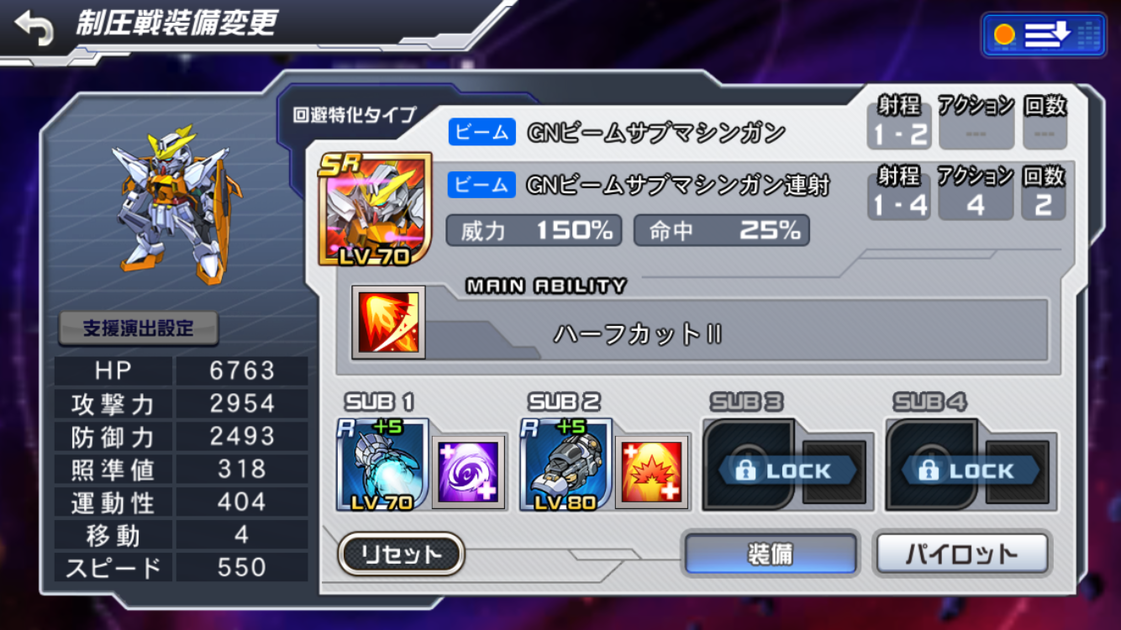 制圧戦装備変更
回避特化タイプ
ビーム GNビームサブマシンガン
射程 アクション 回数
1 - 2 --- ---
SR
LV.70
ビーム GNビームサブマシンガン連射
射程 アクション 回数
1 - 4 4 2
威力 150% 命中 25%
MAIN ABILITY
ハーフカットⅡ
支援演出設定
HP 6763
攻撃力 2954
防御力 2493
照準値 318
運動性 404
移動 4
スピード 550
SUB 1 SUB 2 SUB 3 SUB 4
R +5 R +5
LOCK LOCK
LV.70 LV.80
リセット 装備 パイロット